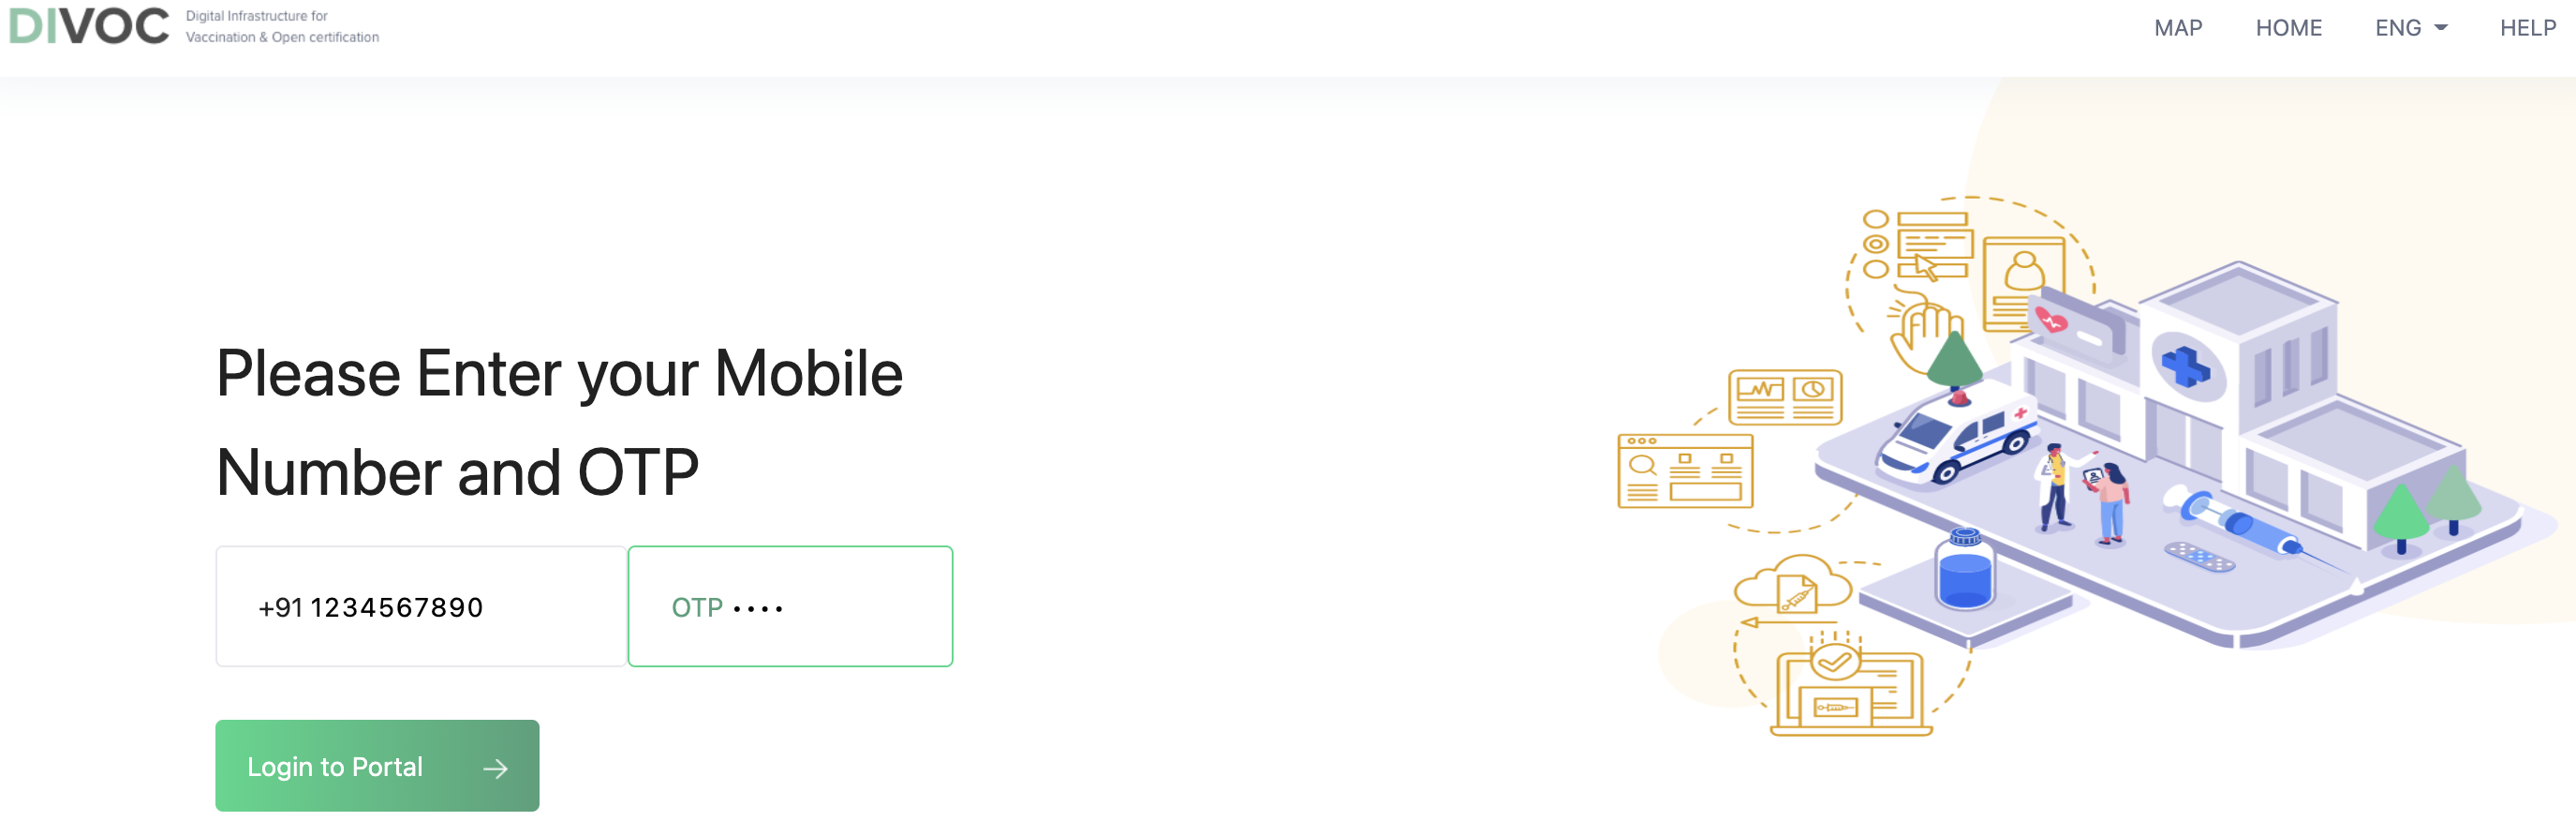 DIVOC
Digital Infrastructure for
Vaccination & Open certification
MAP HOME ENG HELP
Please Enter your Mobile
Number and OTP
+91 1234567890
OTP ••••
Login to Portal →